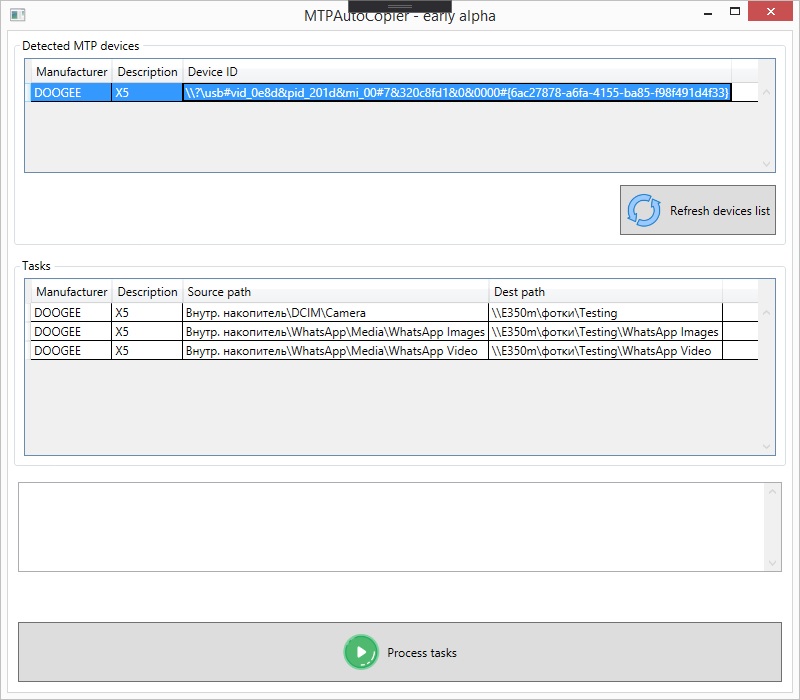 MTPAutoCopier - early alpha
Detected MTP devices
Manufacturer Description Device ID
DOOGEE X5 \\?\usb#vid_0e8d&pid_201d&mi_00#7&320c8fd1&0&0000#{6ac27878-a6fa-4155-ba85-f98f491d4f33}
Refresh devices list
Tasks
Manufacturer Description Source path Dest path
DOOGEE X5 Внутр. накопитель\DCIM\Camera \\E350m\фотки\Testing
DOOGEE X5 Внутр. накопитель\WhatsApp\Media\WhatsApp Images \\E350m\фотки\Testing\WhatsApp Images
DOOGEE X5 Внутр. накопитель\WhatsApp\Media\WhatsApp Video \\E350m\фотки\Testing\WhatsApp Video
Process tasks